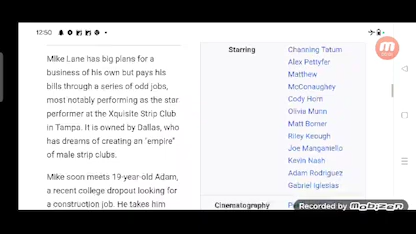 12:50
Mike Lane has big plans for a
business of his own but pays his
bills through a series of odd jobs,
most notably performing as the star
performer at the Xquisite Strip Club
in Tampa. It is owned by Dallas, who
has dreams of creating an "empire"
of male strip clubs.
Mike soon meets 19-year-old Adam,
a recent college dropout looking for
a construction job. He takes him
Starring
Channing Tatum
Alex Pettyfer
Matthew
McConaughey
Cody Horn
Olivia Munn
Matt Bomer
Riley Keough
Joe Manganiello
Kevin Nash
Adam Rodriguez
Gabriel Iglesias
Cinematography
Recorded by Mobizen